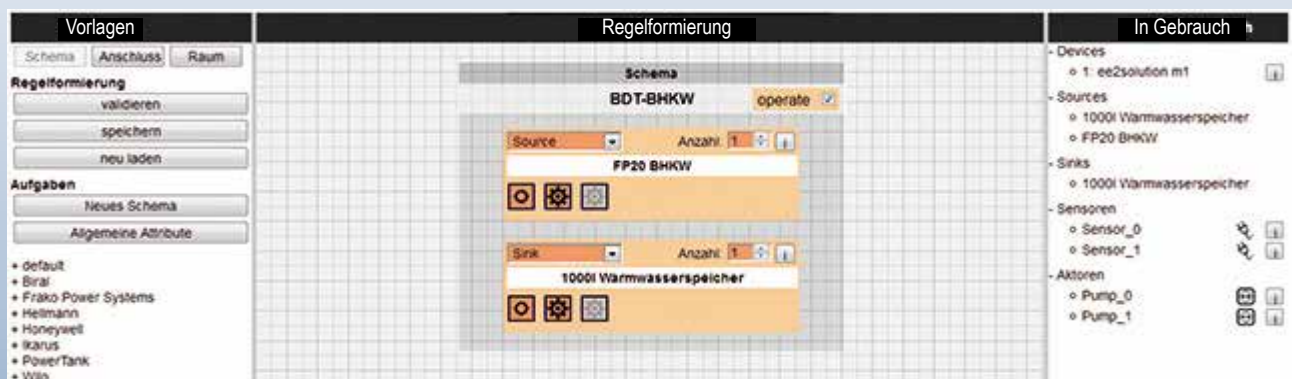 Vorlagen
Schema Anschluss Raum
Regelformierung
validieren
speichern
neu laden
Aufgaben
Neues Schema
Allgemeine Attribute
+ default
+ Biral
+ Frako Power Systems
+ Heilmann
+ Honeywell
+ Ikarus
+ PowerTank
+ Wilo
Regelformierung
Schema
BDT-BHKW operate
Source Anzahl: 1 i
FP20 BHKW
Sink Anzahl: 1 i
1000l Warmwasserspeicher
In Gebrauch h
- Devices
1: ee2solution m1 i
- Sources
1000l Warmwasserspeicher
FP20 BHKW
- Sinks
1000l Warmwasserspeicher
- Sensoren
Sensor_0 i
Sensor_1 i
- Aktoren
Pump_0 i
Pump_1 i